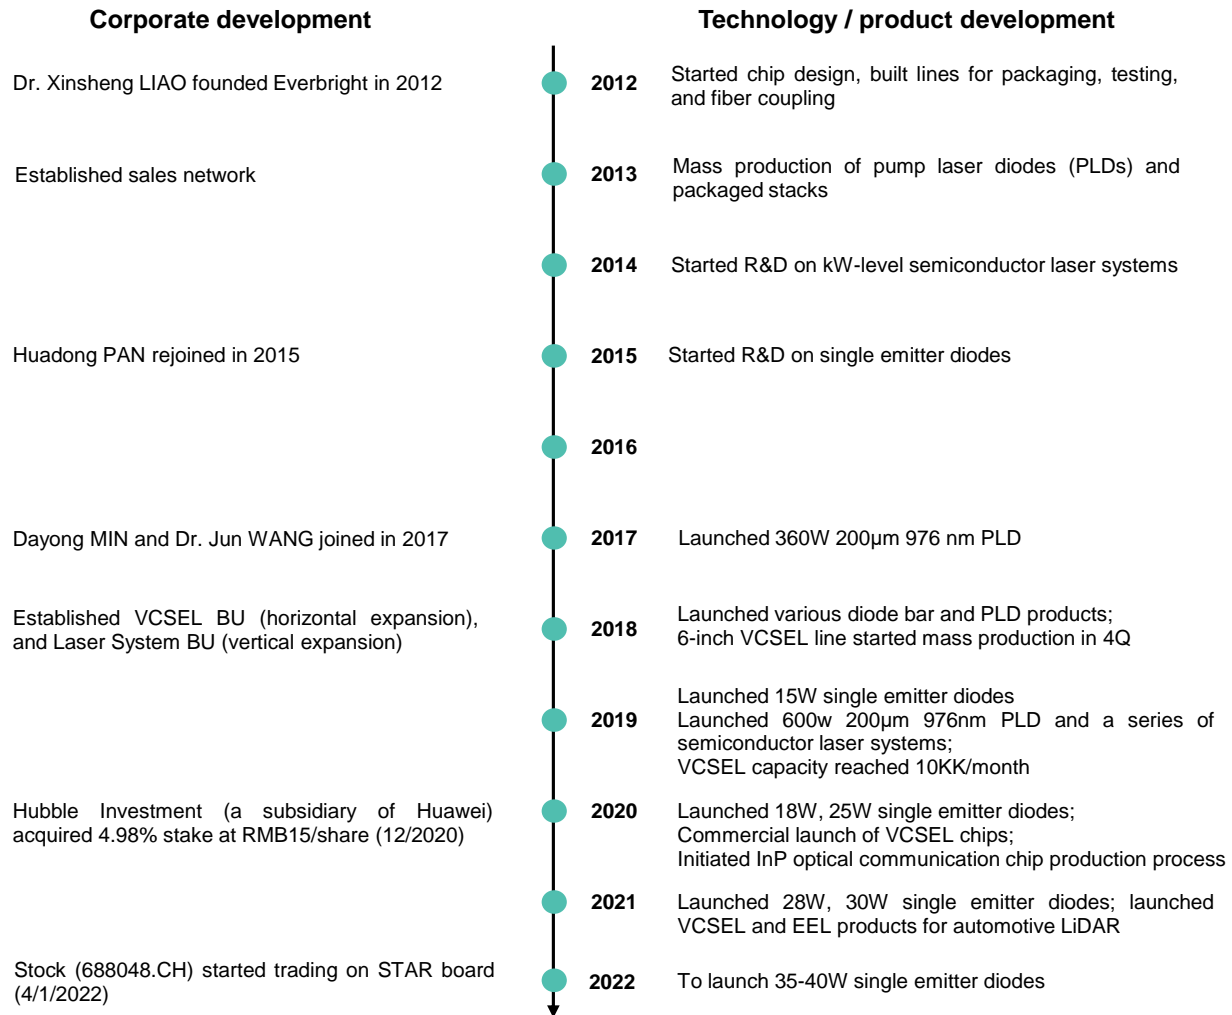 Corporate development
Technology / product development
Dr. Xinsheng LIAO founded Everbright in 2012
2012
Started chip design, built lines for packaging, testing,
and fiber coupling
Established sales network
2013
Mass production of pump laser diodes (PLDs) and
packaged stacks
2014
Started R&D on kW-level semiconductor laser systems
Huadong PAN rejoined in 2015
2015
Started R&D on single emitter diodes
2016
Dayong MIN and Dr. Jun WANG joined in 2017
2017
Launched 360W 200μm 976 nm PLD
Established VCSEL BU (horizontal expansion),
and Laser System BU (vertical expansion)
2018
Launched various diode bar and PLD products;
6-inch VCSEL line started mass production in 4Q
2019
Launched 15W single emitter diodes
Launched 600w 200μm 976nm PLD and a series of
semiconductor laser systems;
VCSEL capacity reached 10KK/month
Hubble Investment (a subsidiary of Huawei)
acquired 4.98% stake at RMB15/share (12/2020)
2020
Launched 18W, 25W single emitter diodes;
Commercial launch of VCSEL chips;
Initiated InP optical communication chip production process
2021
Launched 28W, 30W single emitter diodes; launched
VCSEL and EEL products for automotive LiDAR
Stock (688048.CH) started trading on STAR board
(4/1/2022)
2022
To launch 35-40W single emitter diodes